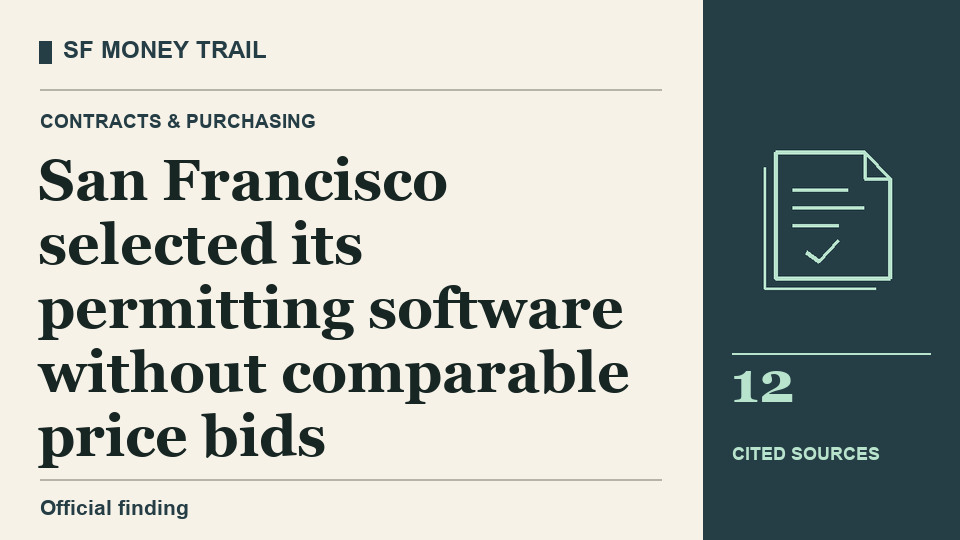 SF MONEY TRAIL
CONTRACTS & PURCHASING
San Francisco
selected its
permitting software
without comparable
price bids
Official finding
12
CITED SOURCES